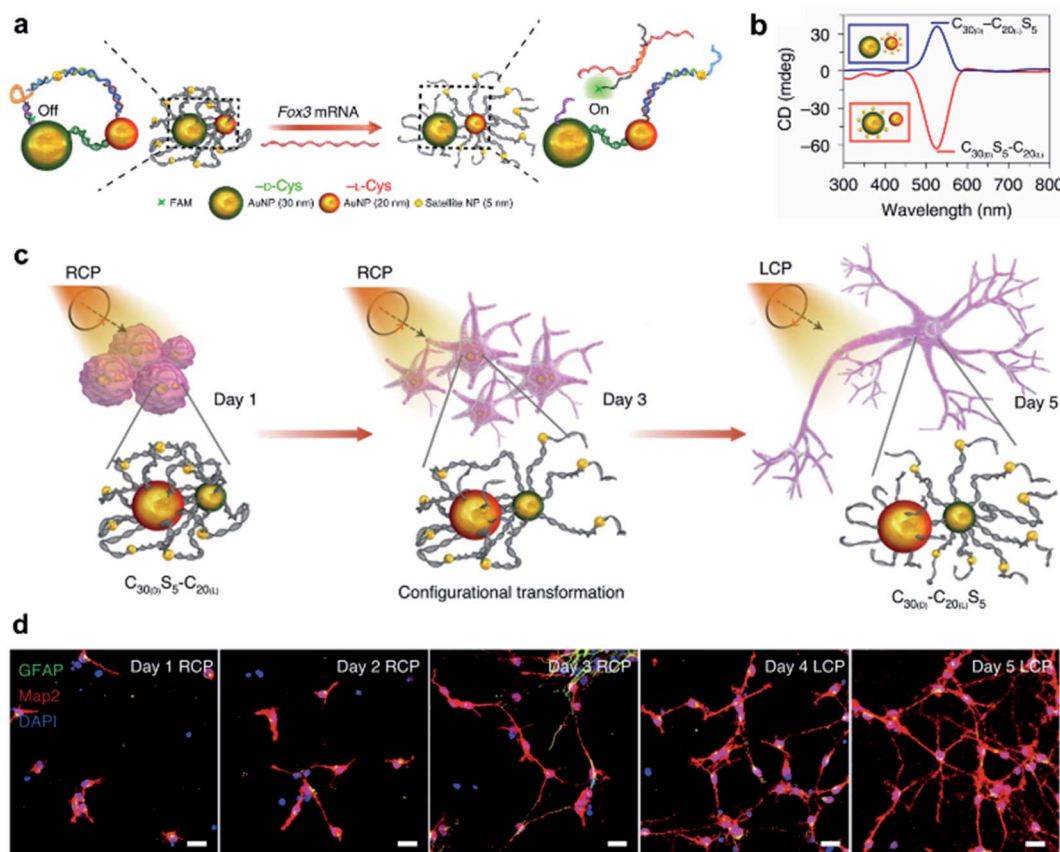 a
Off
Fox3 mRNA
On
–D-Cys
–L-Cys
FAM
AuNP (30 nm)
AuNP (20 nm)
Satellite NP (5 nm)
b
CD (mdeg)
30
0
−30
−60
C30(D)–C20(L)S5
C30(D)S5-C20(L)
300 400 500 600 700 800
Wavelength (nm)
c
RCP
Day 1
C30(D)S5-C20(L)
RCP
Day 3
Configurational transformation
LCP
Day 5
C30(D)-C20(L)S5
d
GFAP
Map2
DAPI
Day 1 RCP
Day 2 RCP
Day 3 RCP
Day 4 LCP
Day 5 LCP